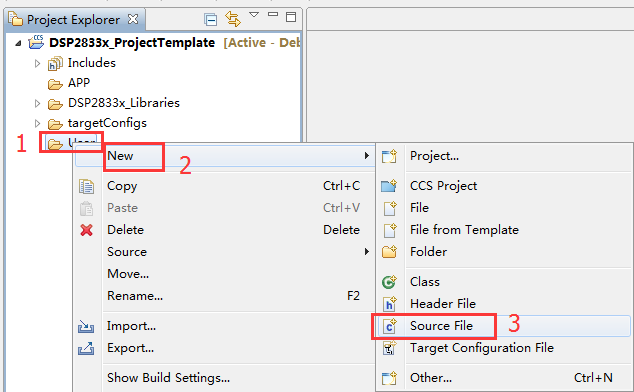 Project Explorer
CCS DSP2833x_ProjectTemplate [Active - Deb
Includes
APP
DSP2833x_Libraries
targetConfigs
1 User
New 2
Copy Ctrl+C
Paste Ctrl+V
Delete Delete
Source
Move...
Rename... F2
Import...
Export...
Show Build Settings...
Project...
CCS Project
File
File from Template
Folder
Class
Header File
Source File 3
Target Configuration File
Other... Ctrl+N